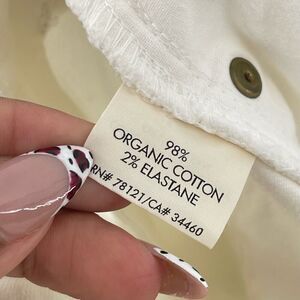 98%
ORGANIC COTTON
2% ELASTANE
RN# 78121/CA# 34460